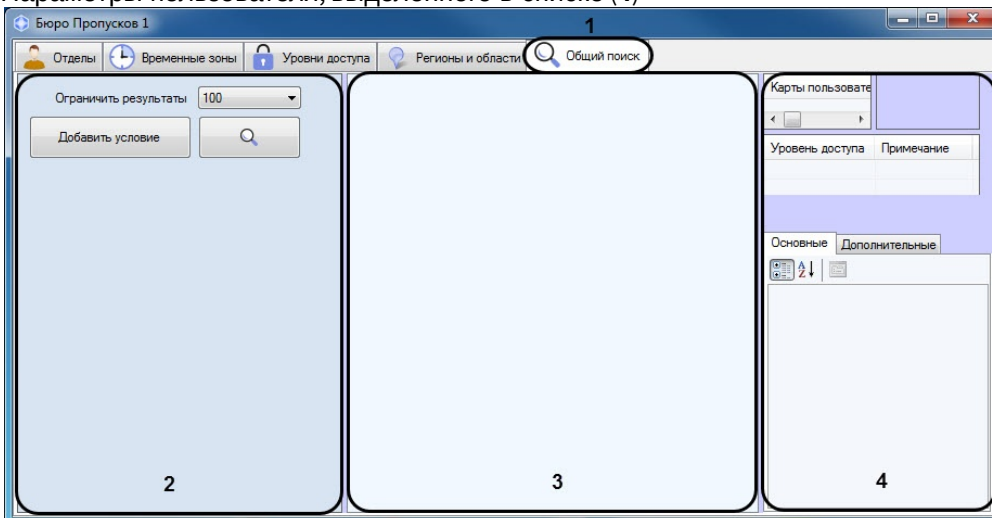 Параметры пользователя, выделенного в списке (4)
Бюро Пропусков 1
1
Отделы Временные зоны Уровни доступа Регионы и области Общий поиск
Ограничить результаты 100
Добавить условие
Карты пользовате
Уровень доступа Примечание
Основные Дополнительные
2
3
4